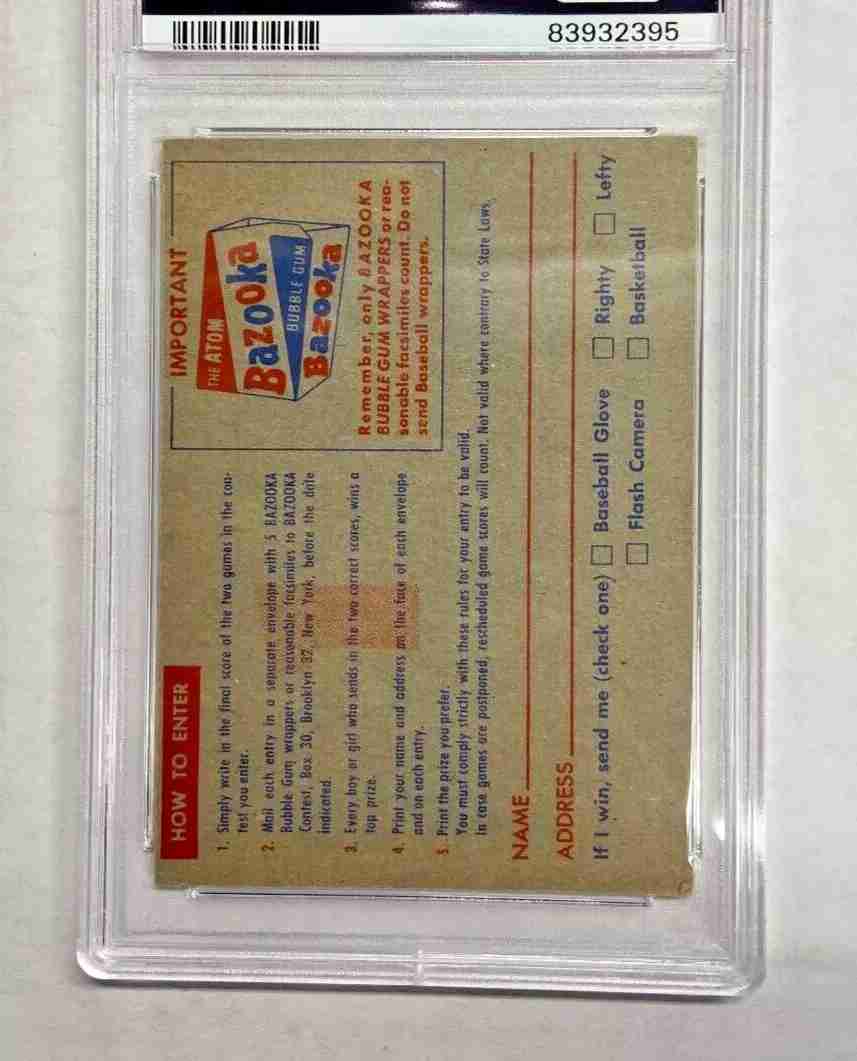 83932395
HOW TO ENTER
1. Simply write in the final score of the two games in the con-
test you enter.
2. Mail each entry in a separate envelope with 5 BAZOOKA
Bubble Gum wrappers or reasonable facsimiles to BAZOOKA
Contest, Box 30, Brooklyn 32, New York, before the date
indicated.
3. Every boy or girl who sends in the two correct scores, wins a
top prize.
4. Print your name and address on the face of each envelope
and on each entry.
5. Print the prize you prefer.
You must comply strictly with these rules for your entry to be valid.
In case games are postponed, rescheduled game scores will count. Not valid where contrary to State Laws.
IMPORTANT
THE ATOM
Bazooka
BUBBLE GUM
Bazooka
Remember, only BAZOOKA
BUBBLE GUM WRAPPERS or rea-
sonable facsimiles count. Do not
send Baseball wrappers.
NAME
ADDRESS
If I win, send me (check one) □ Baseball Glove □ Righty □ Lefty
□ Flash Camera □ Basketball